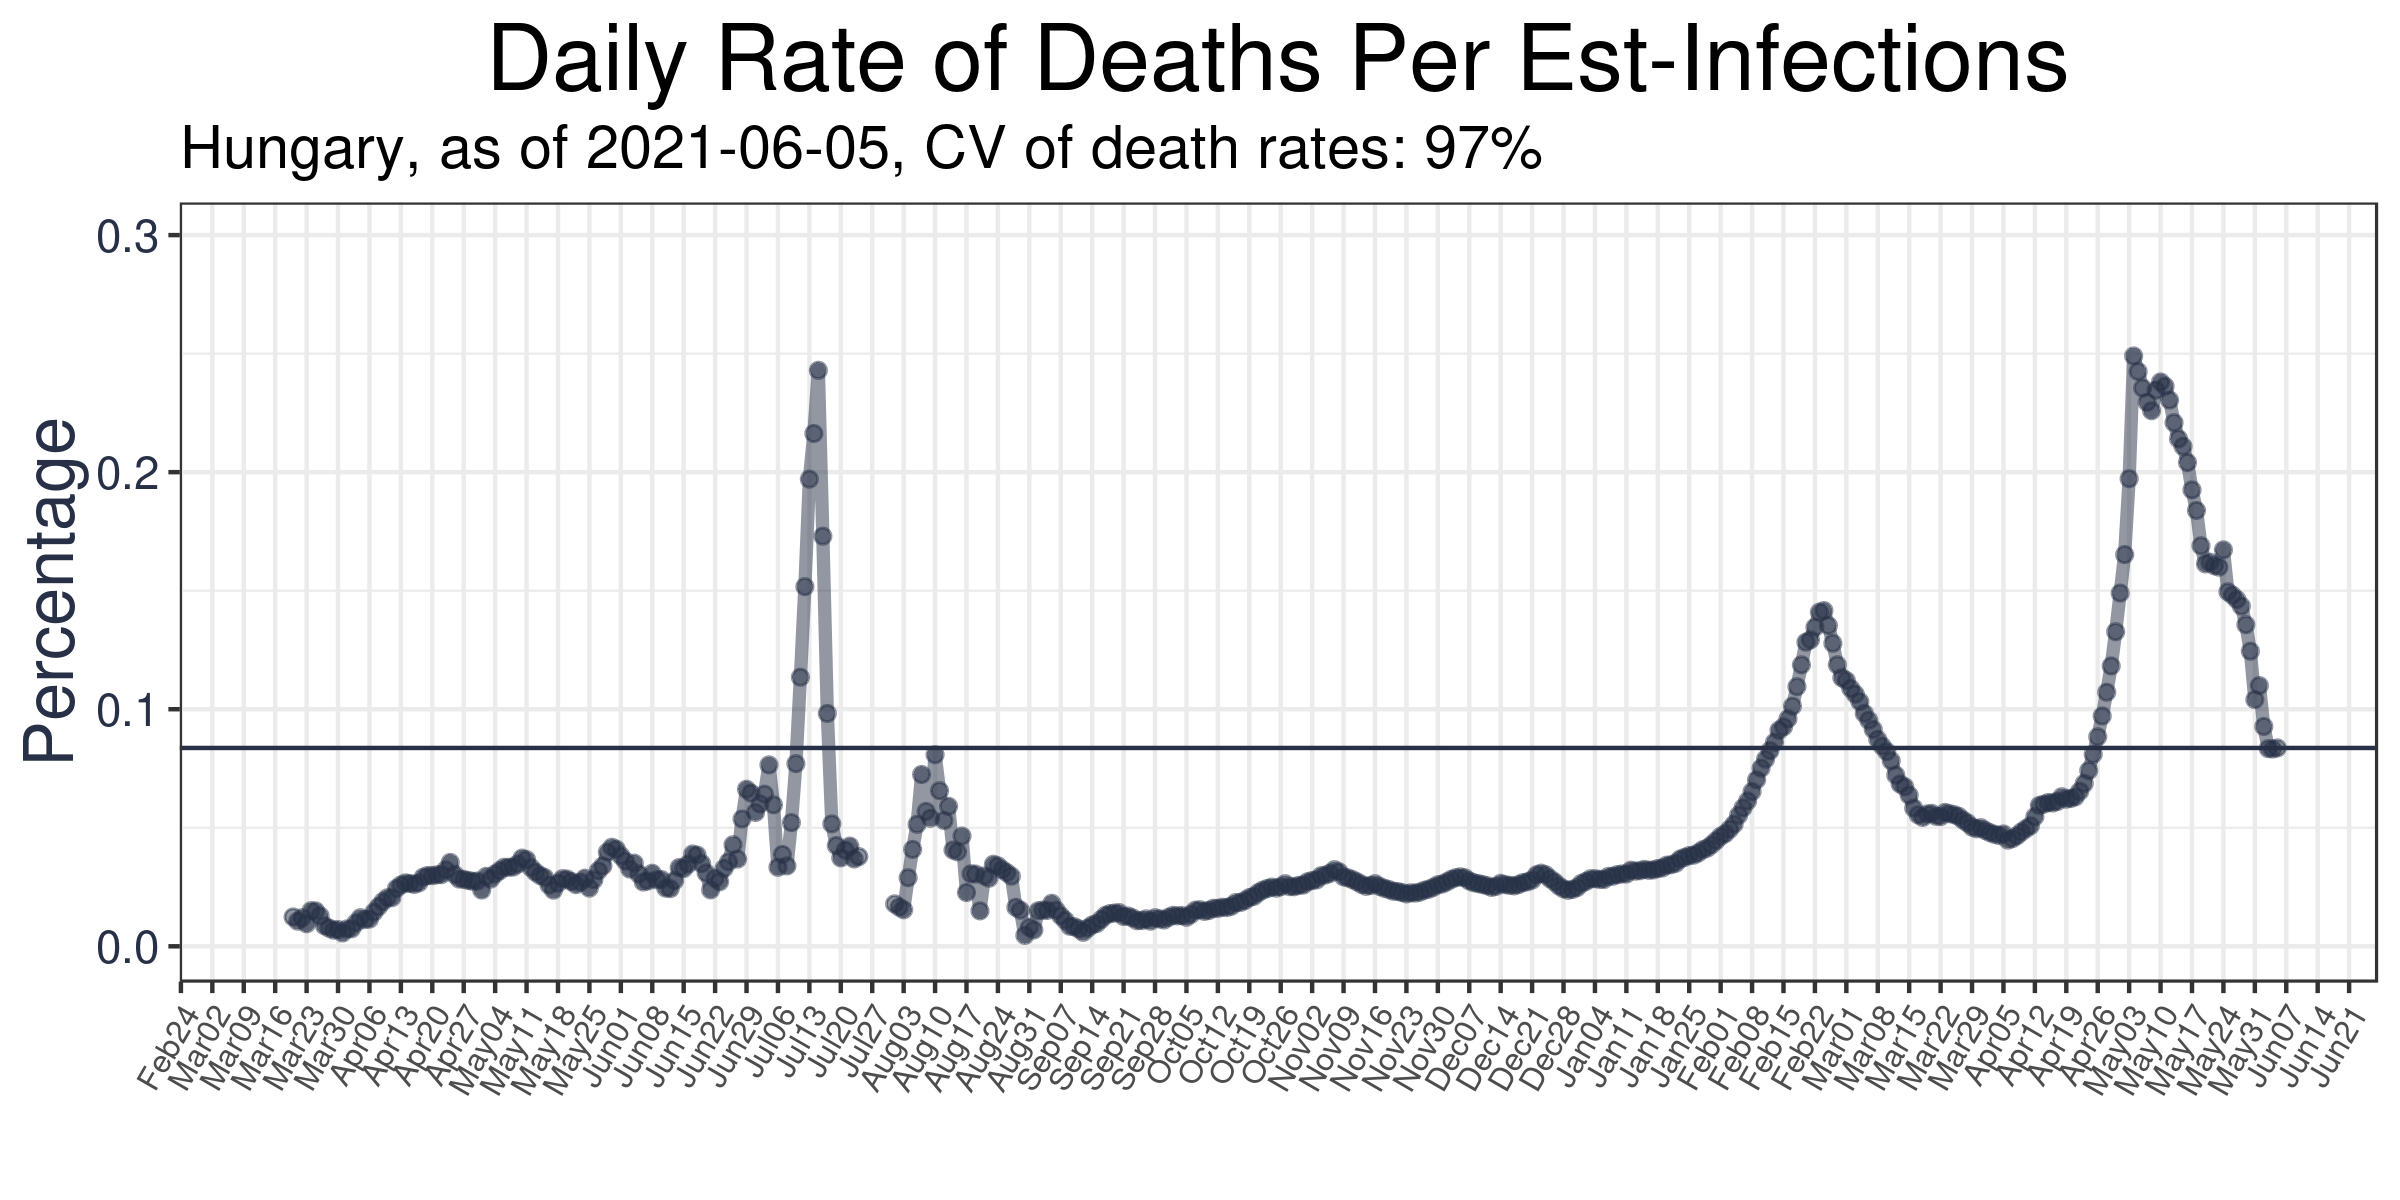 Daily Rate of Deaths Per Est-Infections
Hungary, as of 2021-06-05, CV of death rates: 97%
Percentage
0.3
0.2
0.1
0.0
Feb24
Mar02
Mar09
Mar16
Mar23
Mar30
Apr06
Apr13
Apr20
Apr27
May04
May11
May18
May25
Jun01
Jun08
Jun15
Jun22
Jun29
Jul06
Jul13
Jul20
Jul27
Aug03
Aug10
Aug17
Aug24
Aug31
Sep07
Sep14
Sep21
Sep28
Oct05
Oct12
Oct19
Oct26
Nov02
Nov09
Nov16
Nov23
Nov30
Dec07
Dec14
Dec21
Dec28
Jan04
Jan11
Jan18
Jan25
Feb01
Feb08
Feb15
Feb22
Mar01
Mar08
Mar15
Mar22
Mar29
Apr05
Apr12
Apr19
Apr26
May03
May10
May17
May24
May31
Jun07
Jun14
Jun21